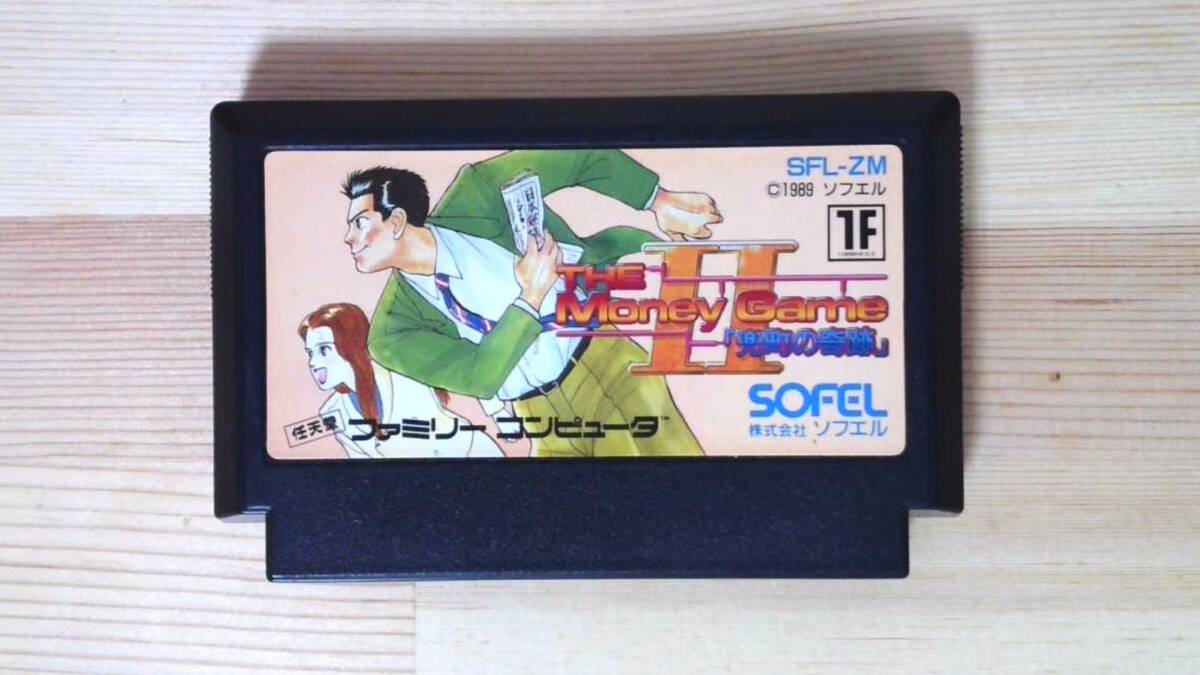 SFL-ZM
©1989 ソフエル
1F
THE
Money Game
II
「兜町の奇跡」
SOFEL
株式会社 ソフエル
任天堂 ファミリー コンピュータ™